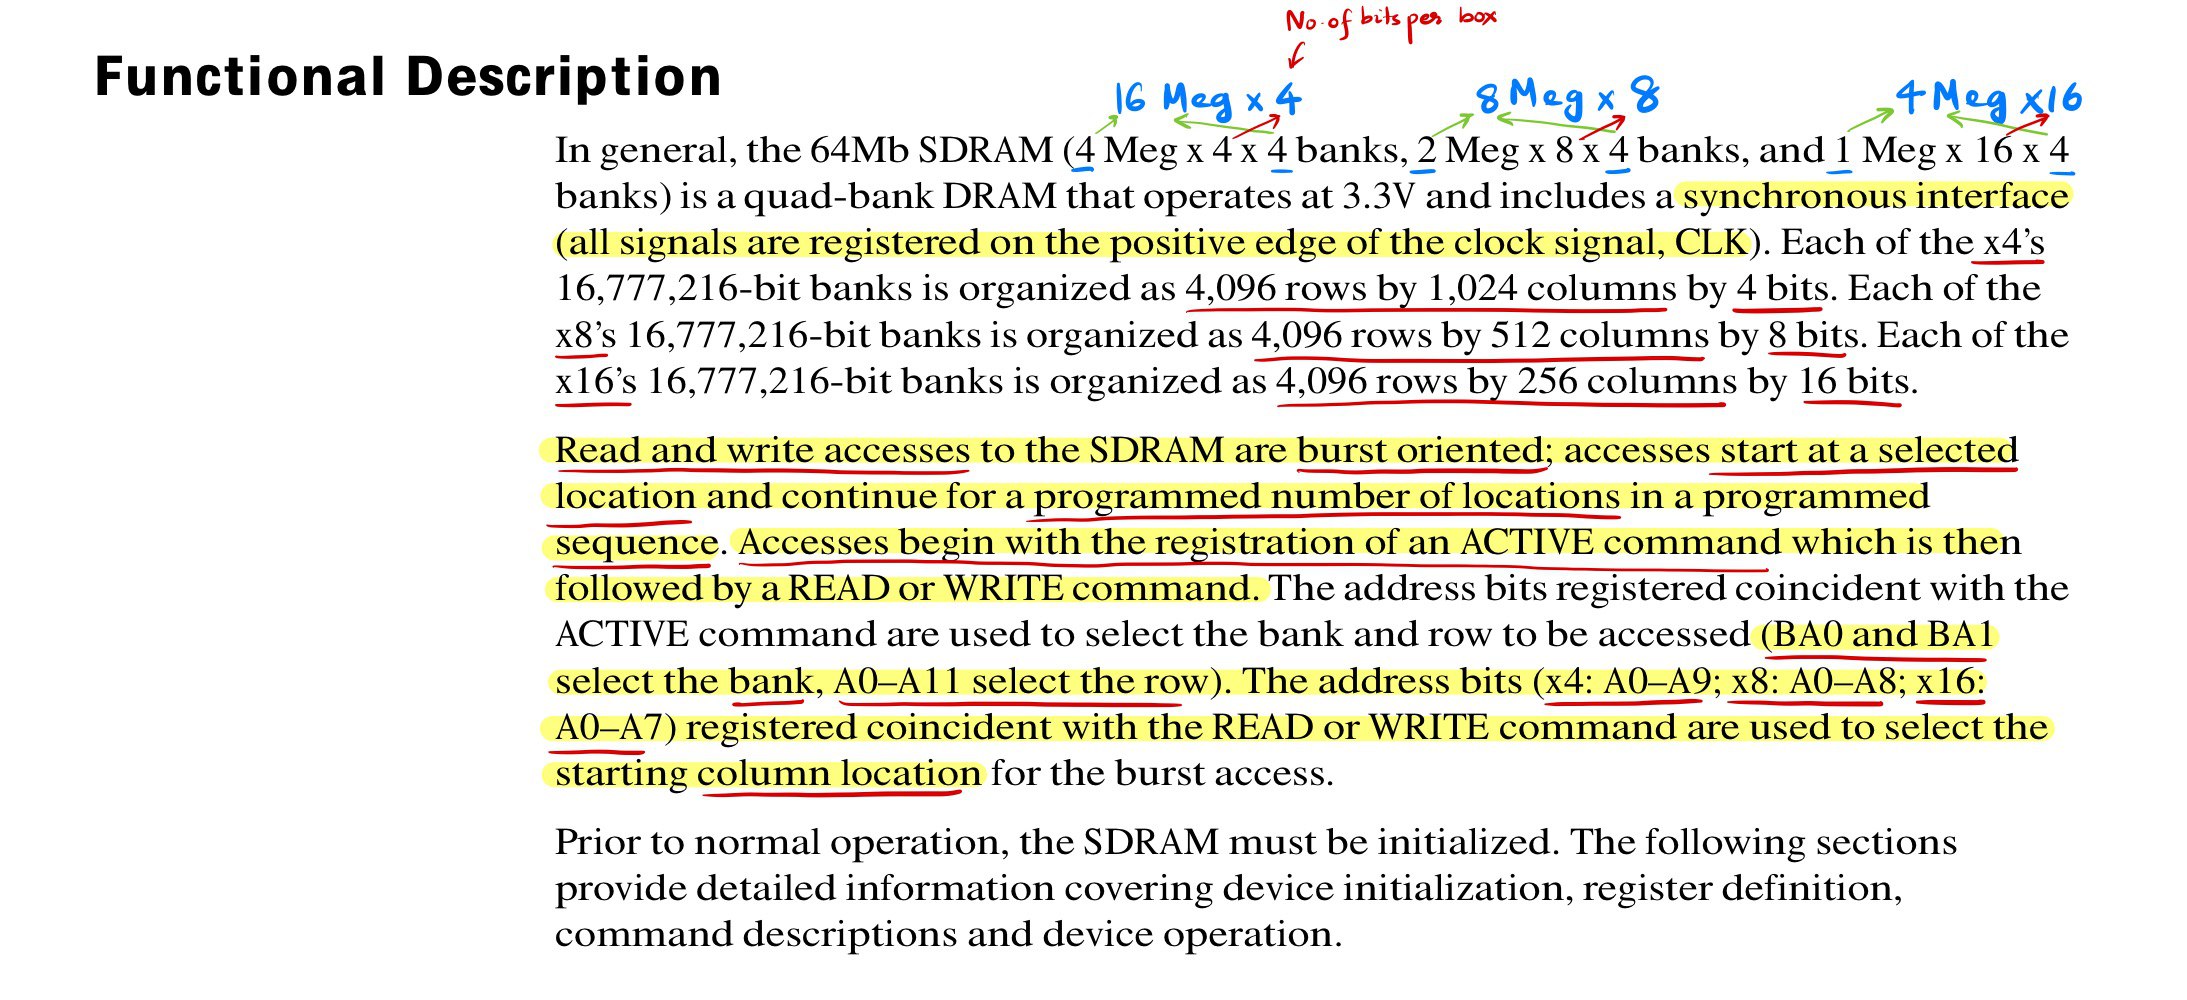 No. of bits per box
Functional Description
16 Meg x 4 8 Meg x 8 4 Meg x16
In general, the 64Mb SDRAM (4 Meg x 4 x 4 banks, 2 Meg x 8 x 4 banks, and 1 Meg x 16 x 4
banks) is a quad-bank DRAM that operates at 3.3V and includes a synchronous interface
(all signals are registered on the positive edge of the clock signal, CLK). Each of the x4’s
16,777,216-bit banks is organized as 4,096 rows by 1,024 columns by 4 bits. Each of the
x8’s 16,777,216-bit banks is organized as 4,096 rows by 512 columns by 8 bits. Each of the
x16’s 16,777,216-bit banks is organized as 4,096 rows by 256 columns by 16 bits.
Read and write accesses to the SDRAM are burst oriented; accesses start at a selected
location and continue for a programmed number of locations in a programmed
sequence. Accesses begin with the registration of an ACTIVE command which is then
followed by a READ or WRITE command. The address bits registered coincident with the
ACTIVE command are used to select the bank and row to be accessed (BA0 and BA1
select the bank, A0–A11 select the row). The address bits (x4: A0–A9; x8: A0–A8; x16:
A0–A7) registered coincident with the READ or WRITE command are used to select the
starting column location for the burst access.
Prior to normal operation, the SDRAM must be initialized. The following sections
provide detailed information covering device initialization, register definition,
command descriptions and device operation.